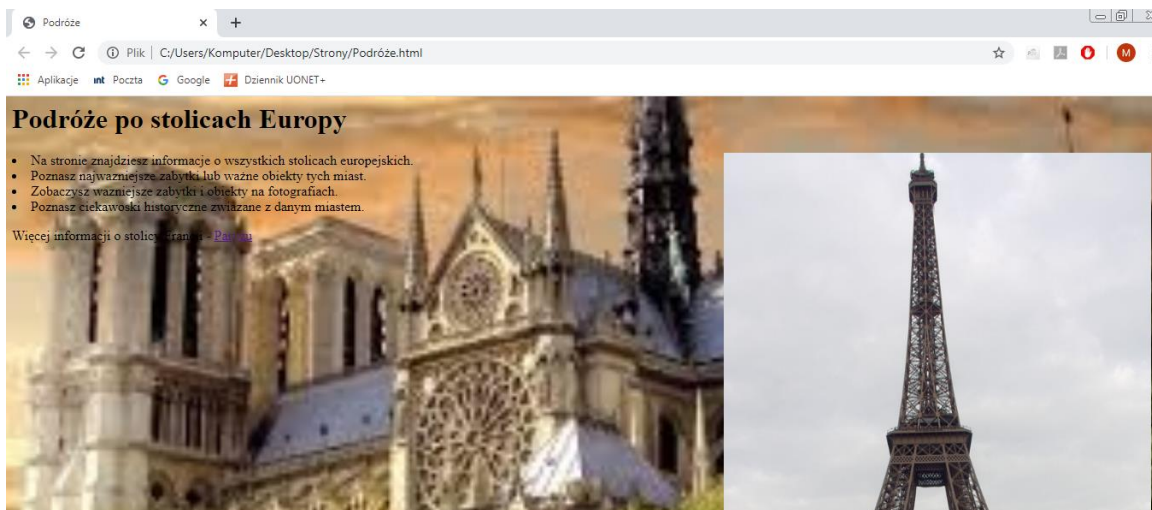 Podróże
Plik C:/Users/Komputer/Desktop/Strony/Podróże.html
M
Aplikacje int Poczta G Google Dziennik UONET+
Podróże po stolicach Europy
Na stronie znajdziesz informacje o wszystkich stolicach europejskich.
Poznasz najważniejsze zabytki lub ważne obiekty tych miast.
Zobaczysz ważniejsze zabytki i obiekty na fotografiach.
Poznasz ciekawoski historyczne związane z danym miastem.
Więcej informacji o stolicy Francji - Paryżu